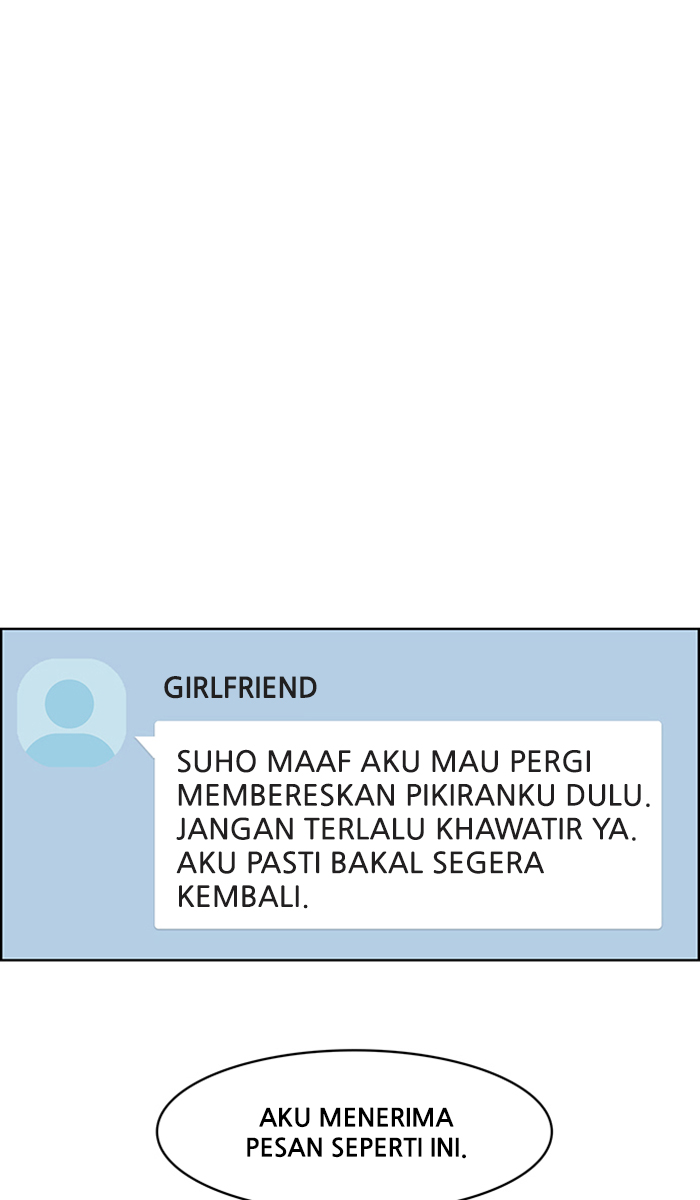 GIRLFRIEND
SUHO MAAF AKU MAU PERGI
MEMBERESKAN PIKIRANKU DULU.
JANGAN TERLALU KHAWATIR YA.
AKU PASTI BAKAL SEGERA
KEMBALI.
AKU MENERIMA
PESAN SEPERTI INI.